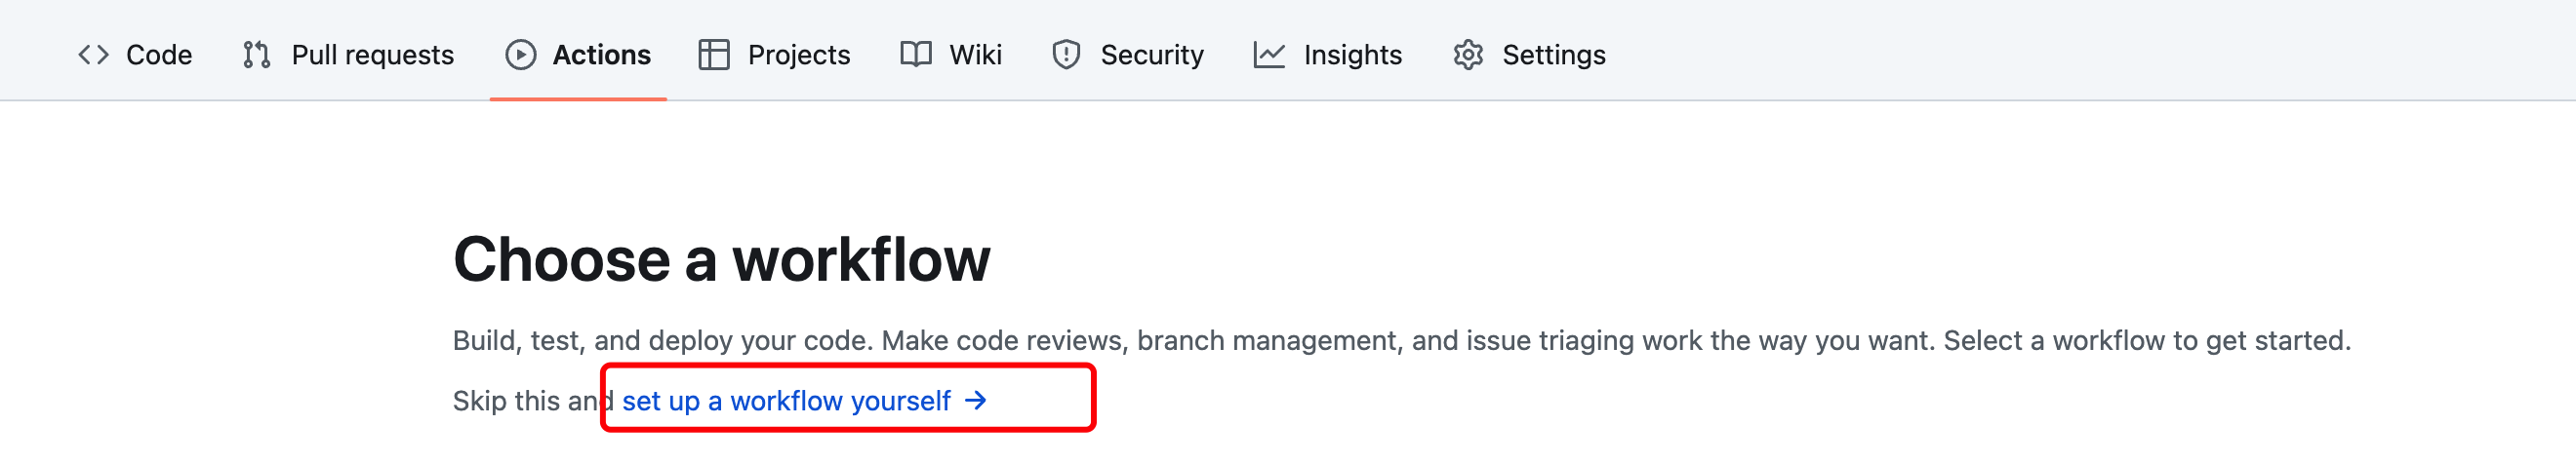 Code Pull requests Actions Projects Wiki Security Insights Settings
Choose a workflow
Build, test, and deploy your code. Make code reviews, branch management, and issue triaging work the way you want. Select a workflow to get started.
Skip this and set up a workflow yourself →